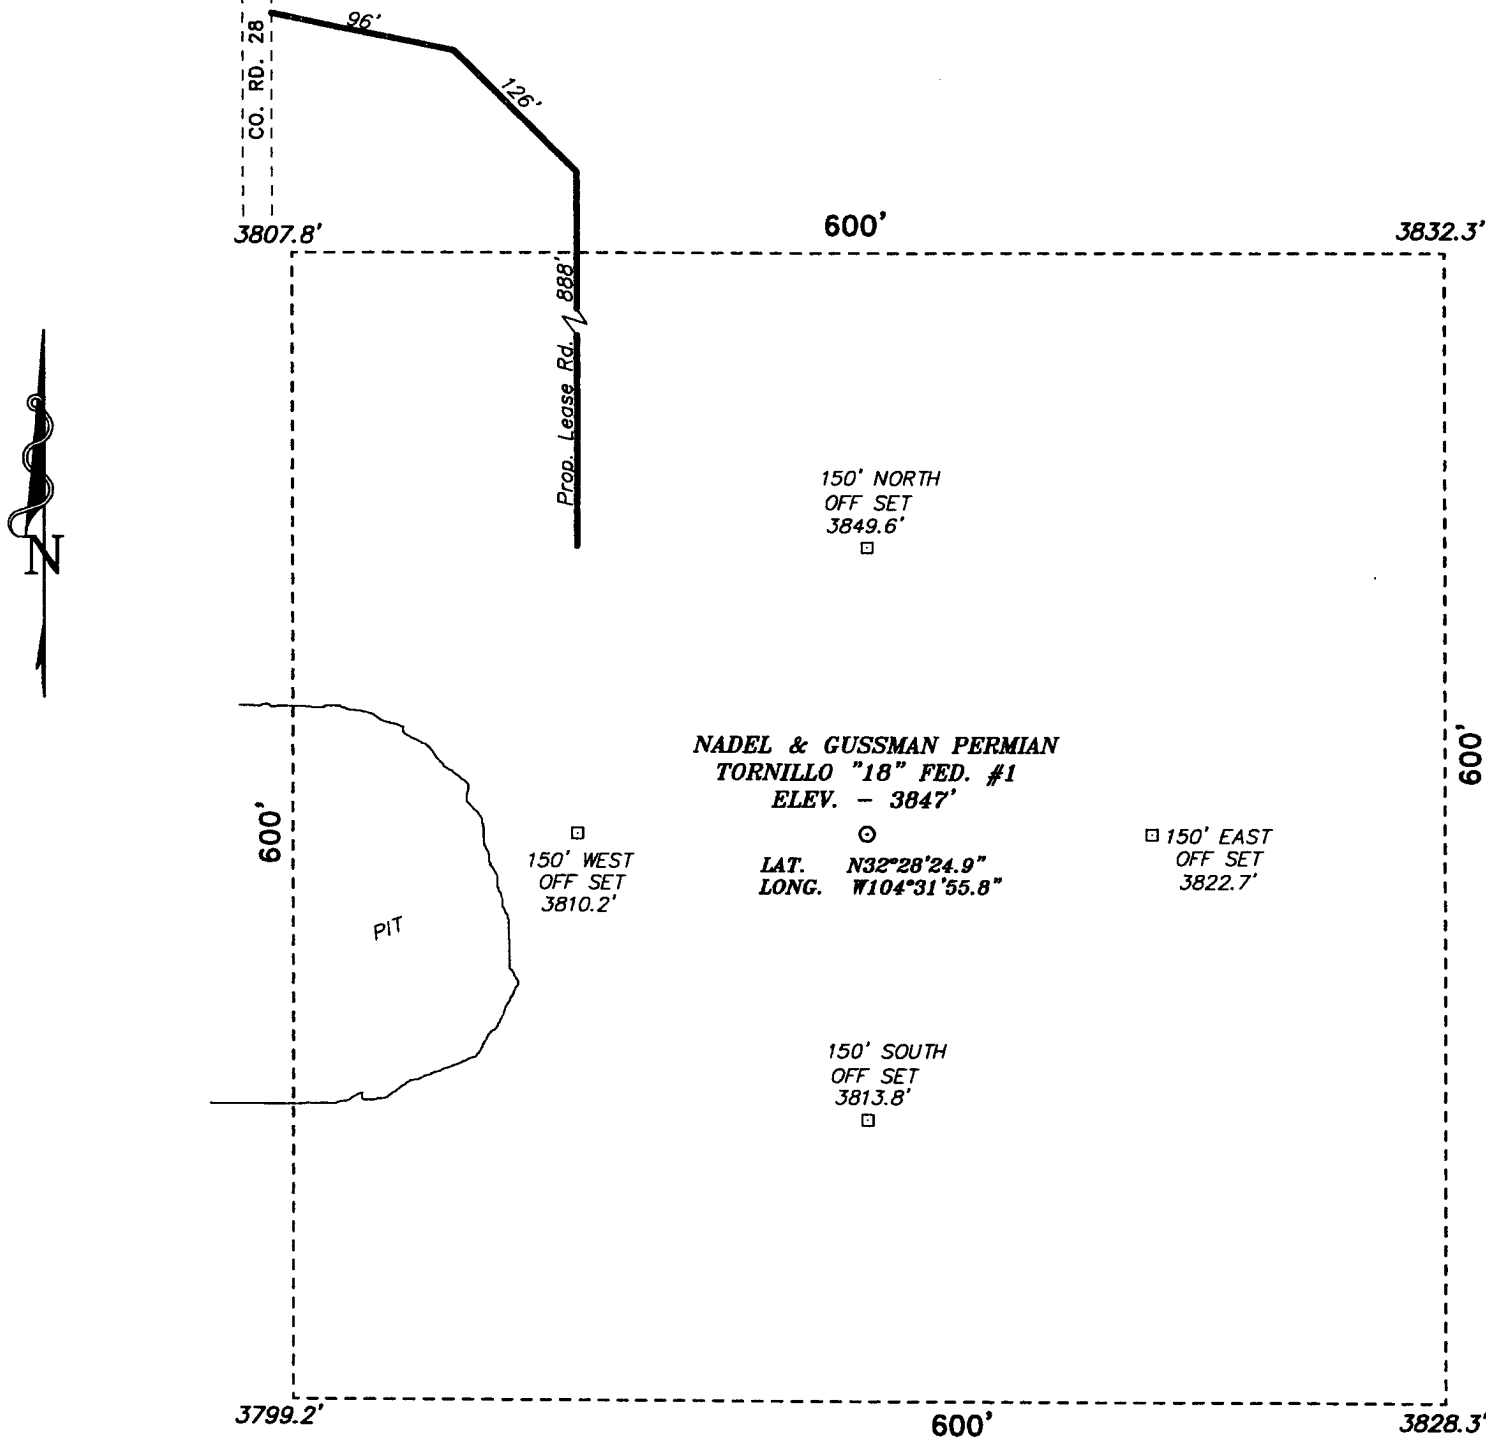 96'
CO. RD. 28
126'
3807.8'
600'
3832.3'
Prop. Lease Rd. 888'
150' NORTH
OFF SET
3849.6'
N
NADEL & GUSSMAN PERMIAN
TORNILLO "18" FED. #1
ELEV. - 3847'
600'
600'
150' WEST
OFF SET
3810.2'
LAT. N32°28'24.9"
LONG. W104°31'55.8"
150' EAST
OFF SET
3822.7'
PIT
150' SOUTH
OFF SET
3813.8'
3799.2'
600'
3828.3'